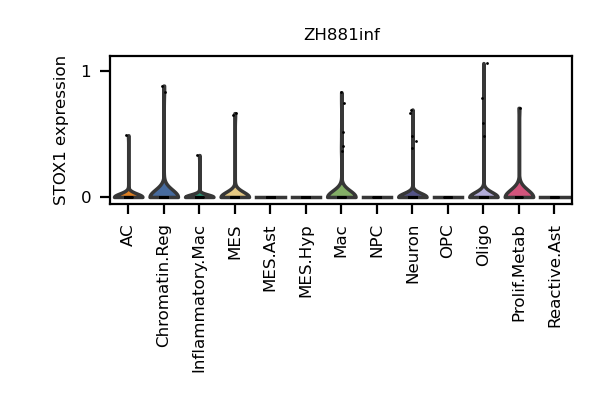 ZH881inf
STOX1 expression
1
0
AC
Chromatin.Reg
Inflammatory.Mac
MES
MES.Ast
MES.Hyp
Mac
NPC
Neuron
OPC
Oligo
Prolif.Metab
Reactive.Ast